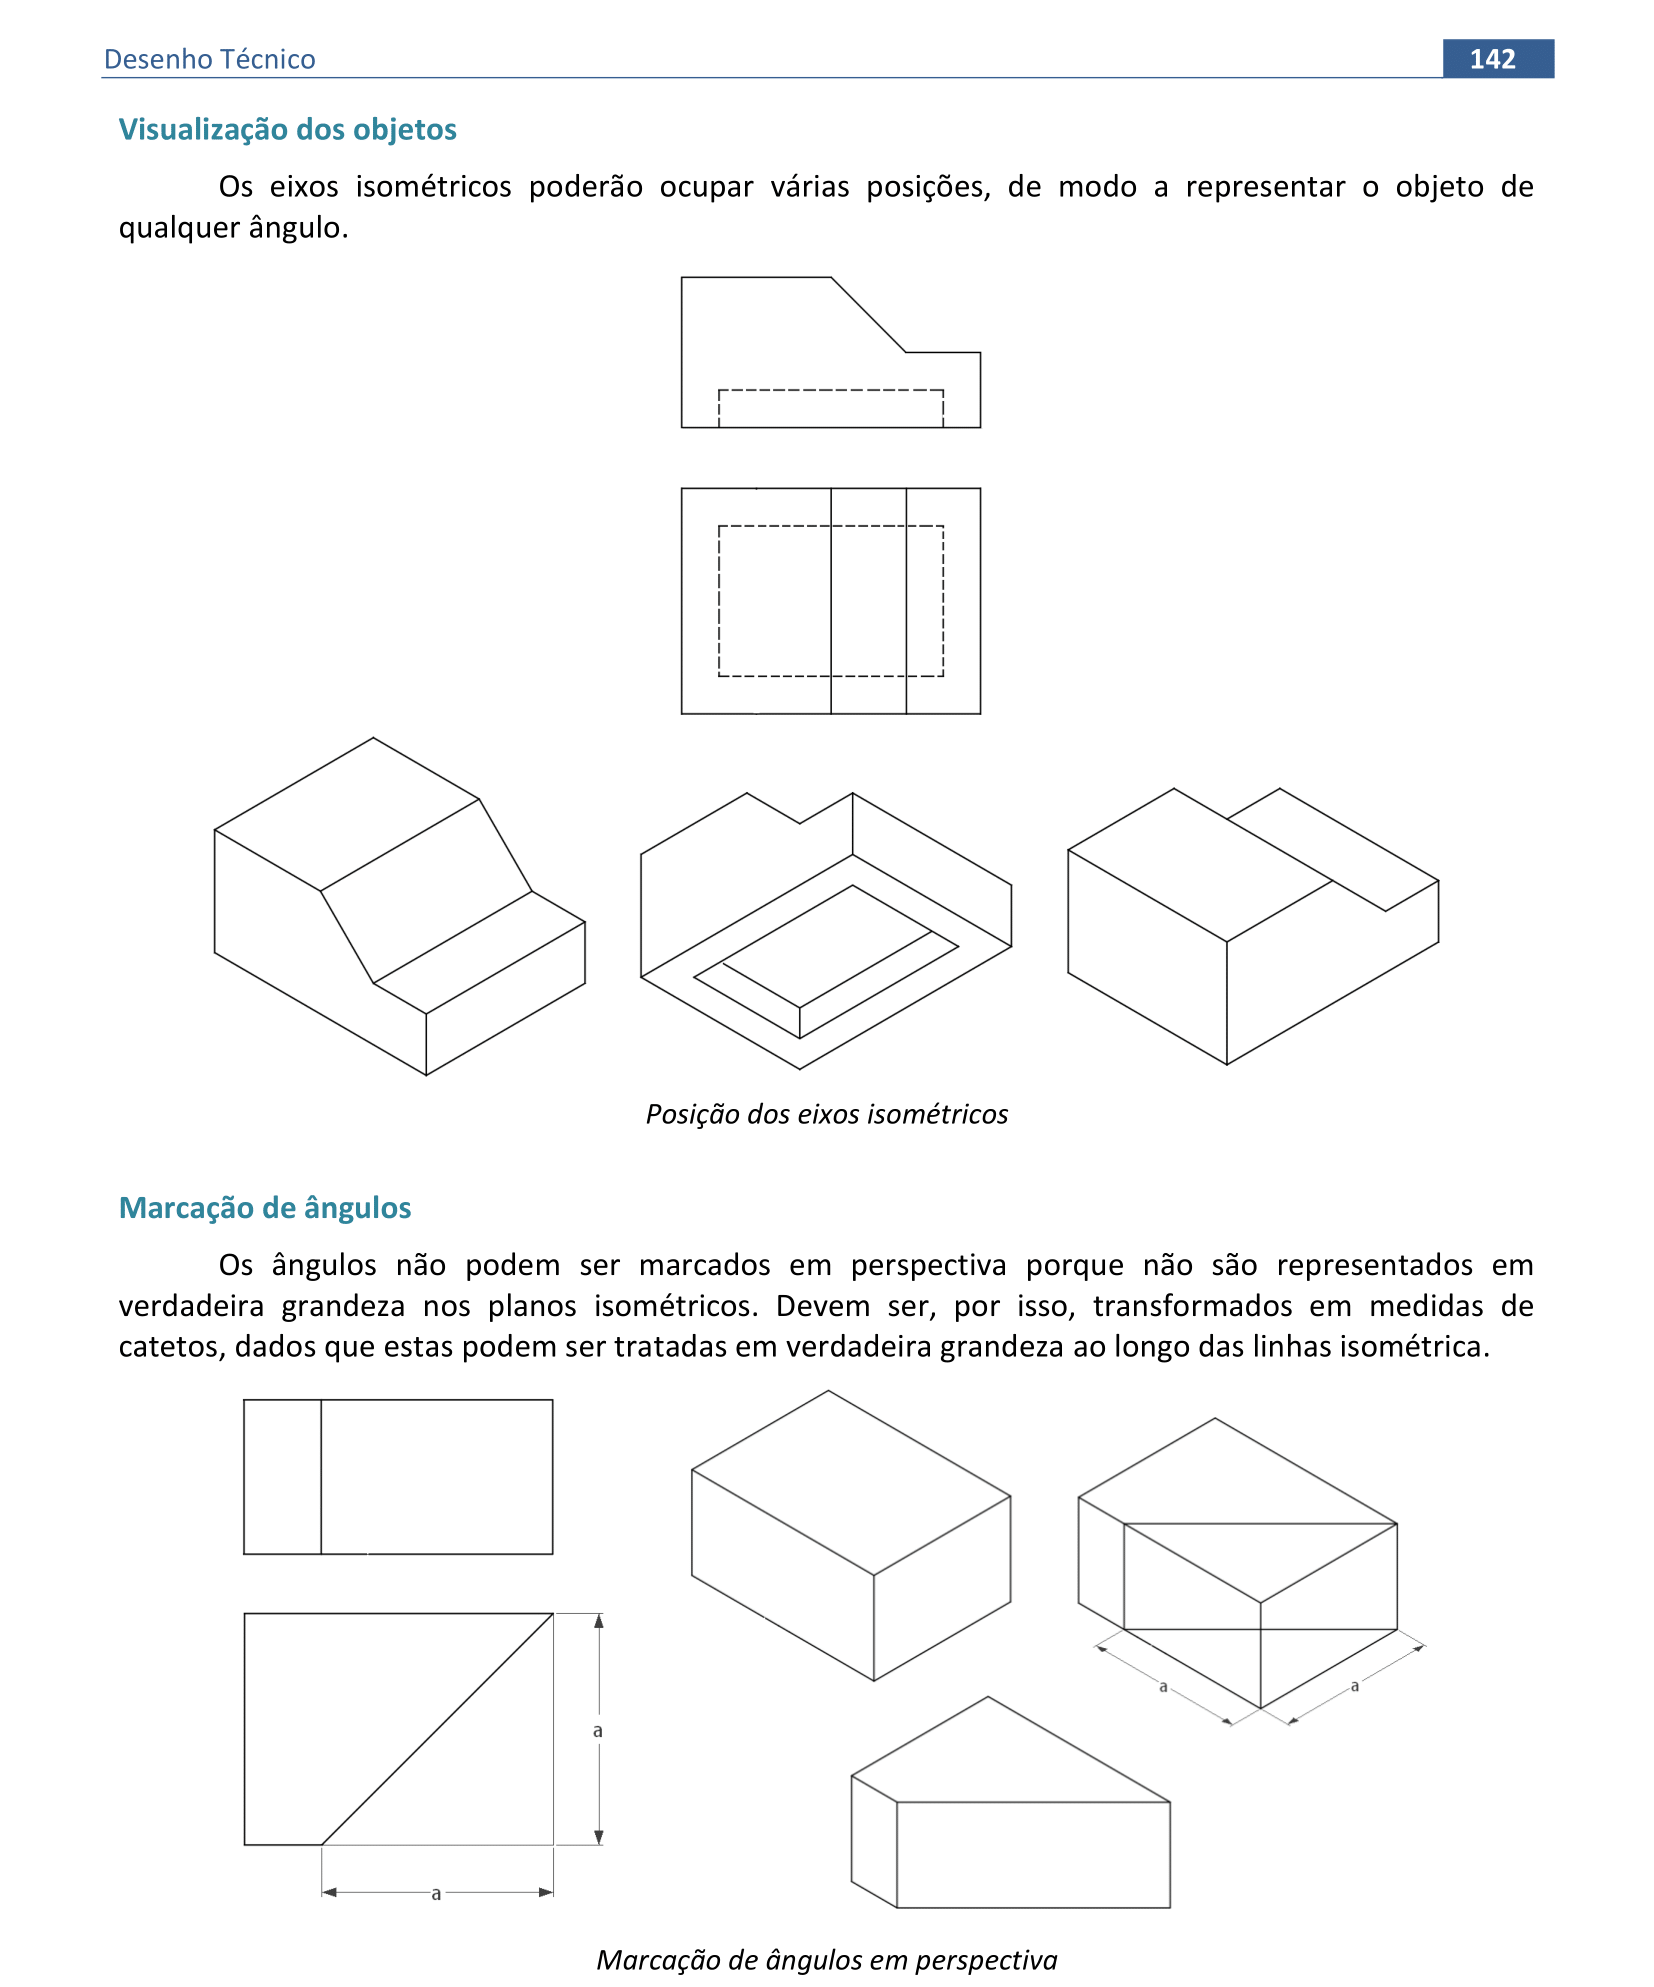 Desenho Técnico 142
Visualização dos objetos
Os eixos isométricos poderão ocupar várias posições, de modo a representar o objeto de
qualquer ângulo.
Posição dos eixos isométricos
Marcação de ângulos
Os ângulos não podem ser marcados em perspectiva porque não são representados em
verdadeira grandeza nos planos isométricos. Devem ser, por isso, transformados em medidas de
catetos, dados que estas podem ser tratadas em verdadeira grandeza ao longo das linhas isométrica.
a
a
a
a
Marcação de ângulos em perspectiva